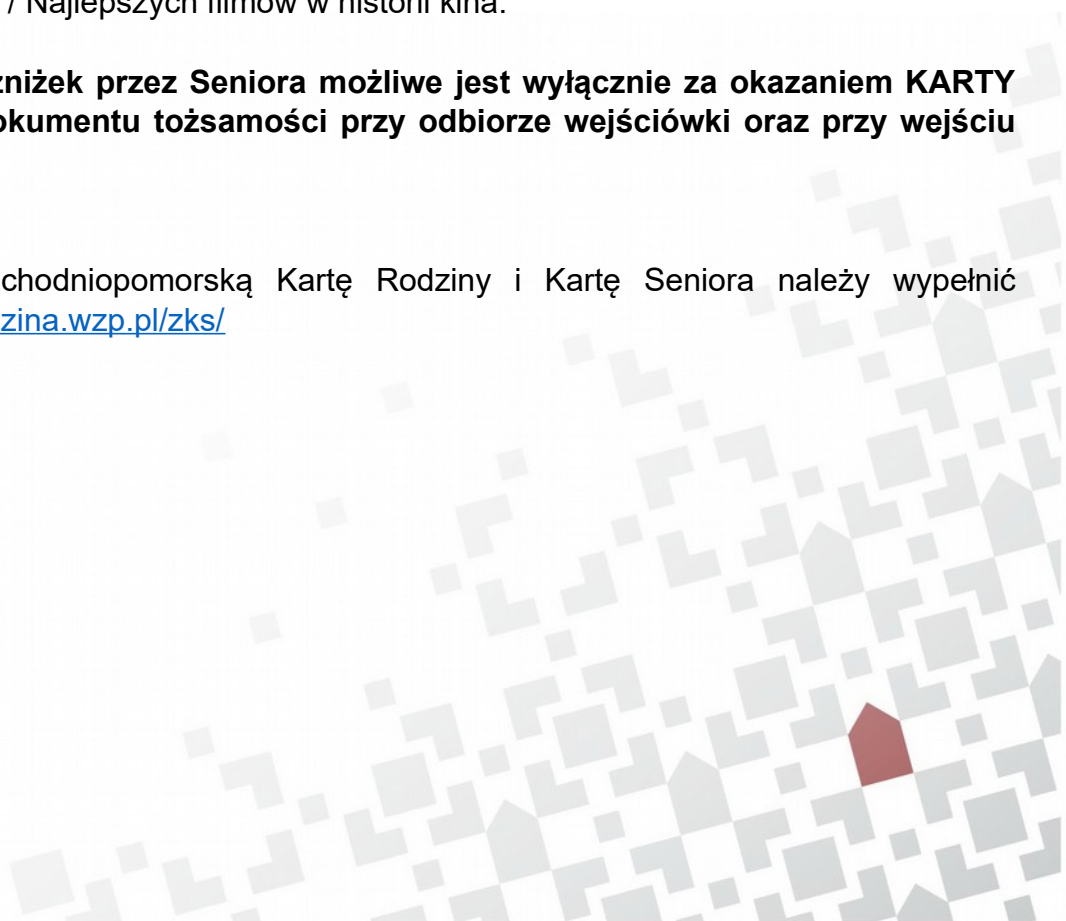 / Najlepszych filmów w historii kina.
zniżek przez Seniora możliwe jest wyłącznie za okazaniem KARTY
okumentu tożsamości przy odbiorze wejściówki oraz przy wejściu
chodniopomorską Kartę Rodziny i Kartę Seniora należy wypełnić
zina.wzp.pl/zks/